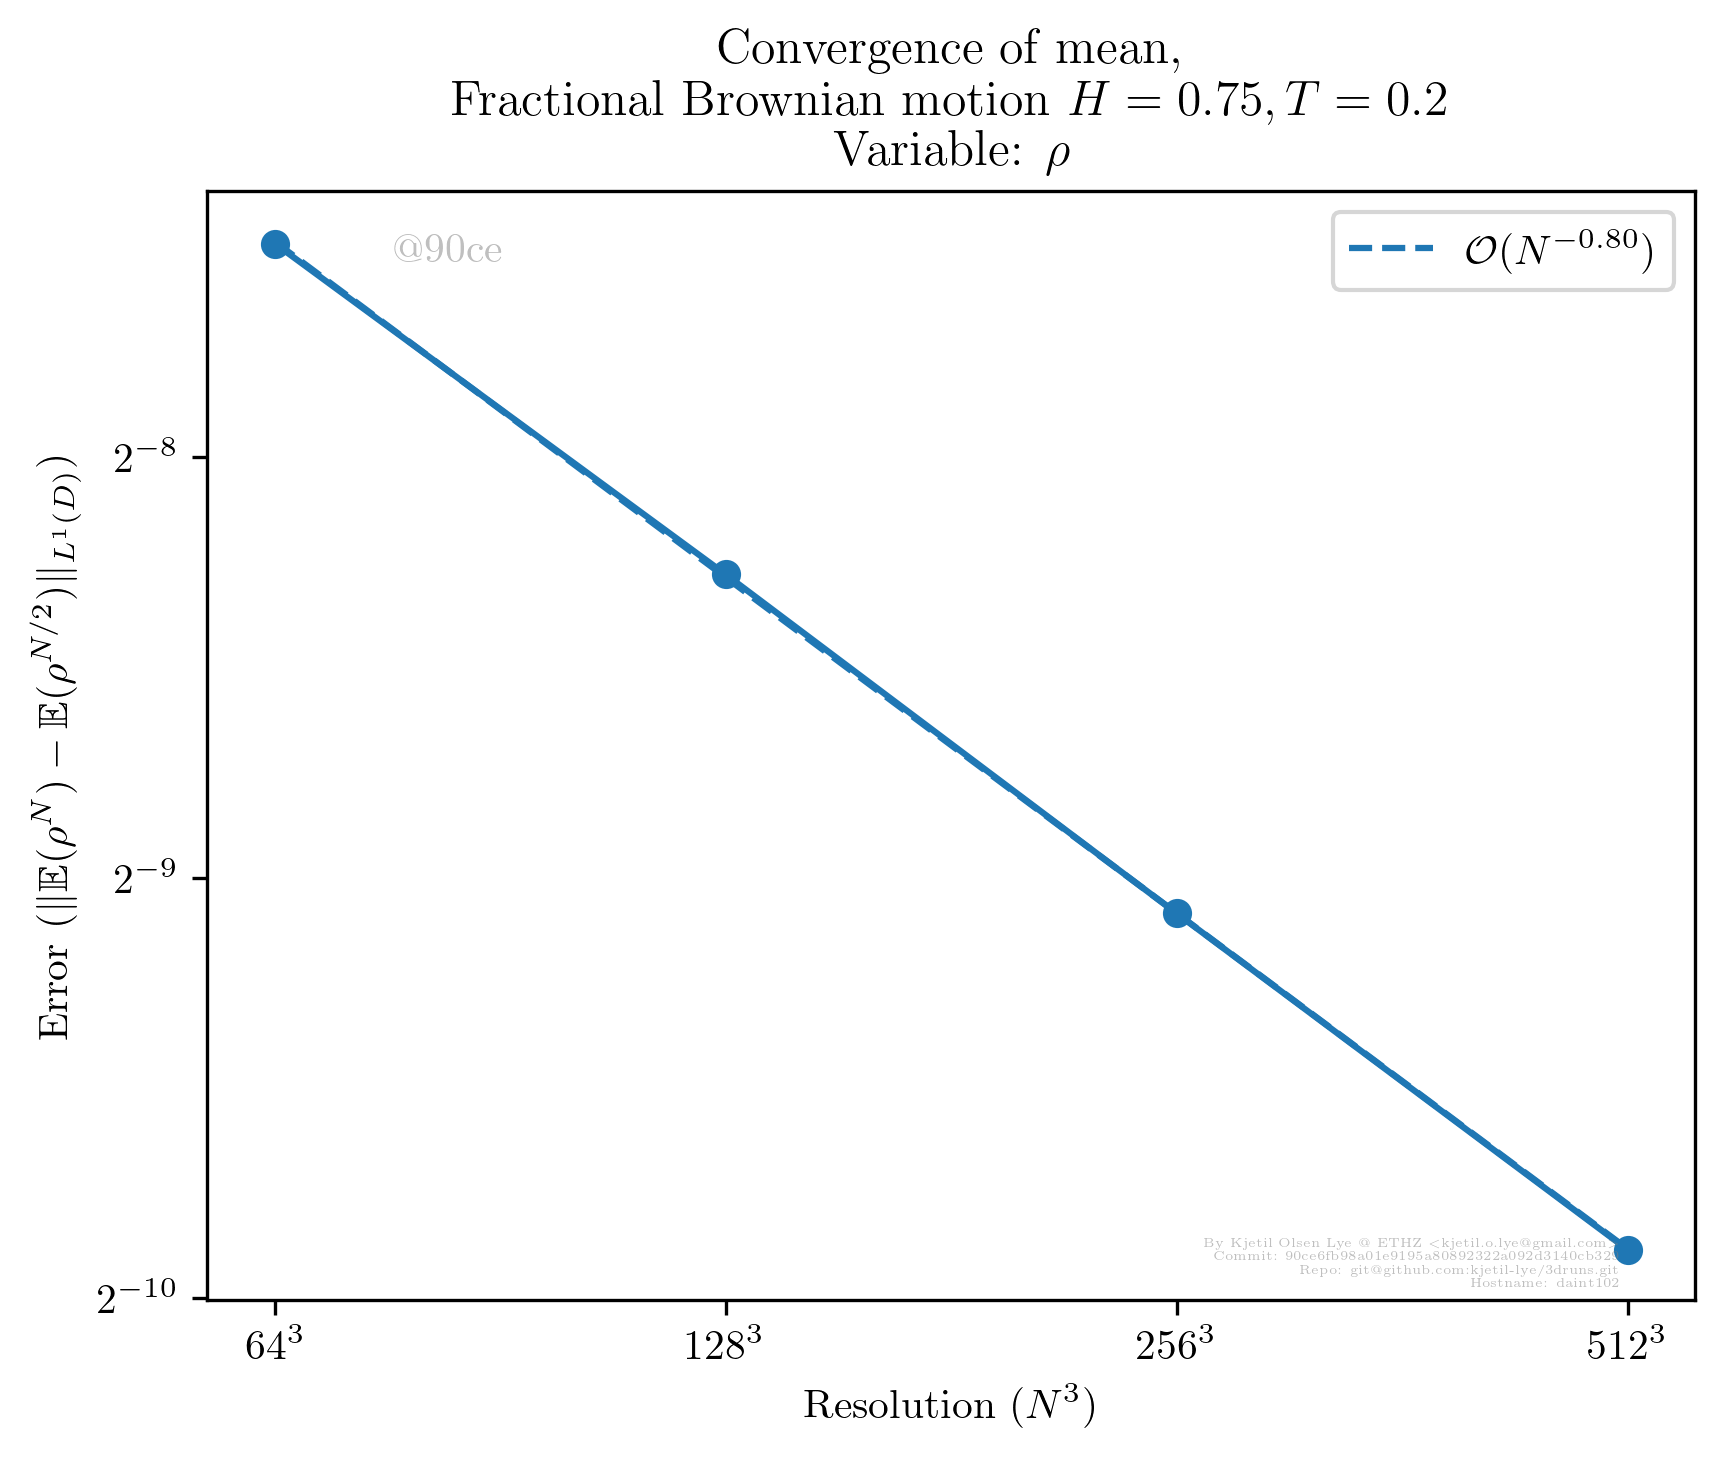 Convergence of mean,
Fractional Brownian motion H = 0.75, T = 0.2
Variable: ρ
@90ce
𝒪(N^{-0.80})
2^{-8}
2^{-9}
2^{-10}
Error (‖𝔼(ρ^N) − 𝔼(ρ^{N/2})‖_{L^1(D)})
By Kjetil Olsen Lye @ ETHZ <kjetil.o.lye@gmail.com>
Repo: git@github.com:kjetil-lye/3druns.git
Hostname: daint102
64^3
128^3
256^3
512^3
Resolution (N^3)